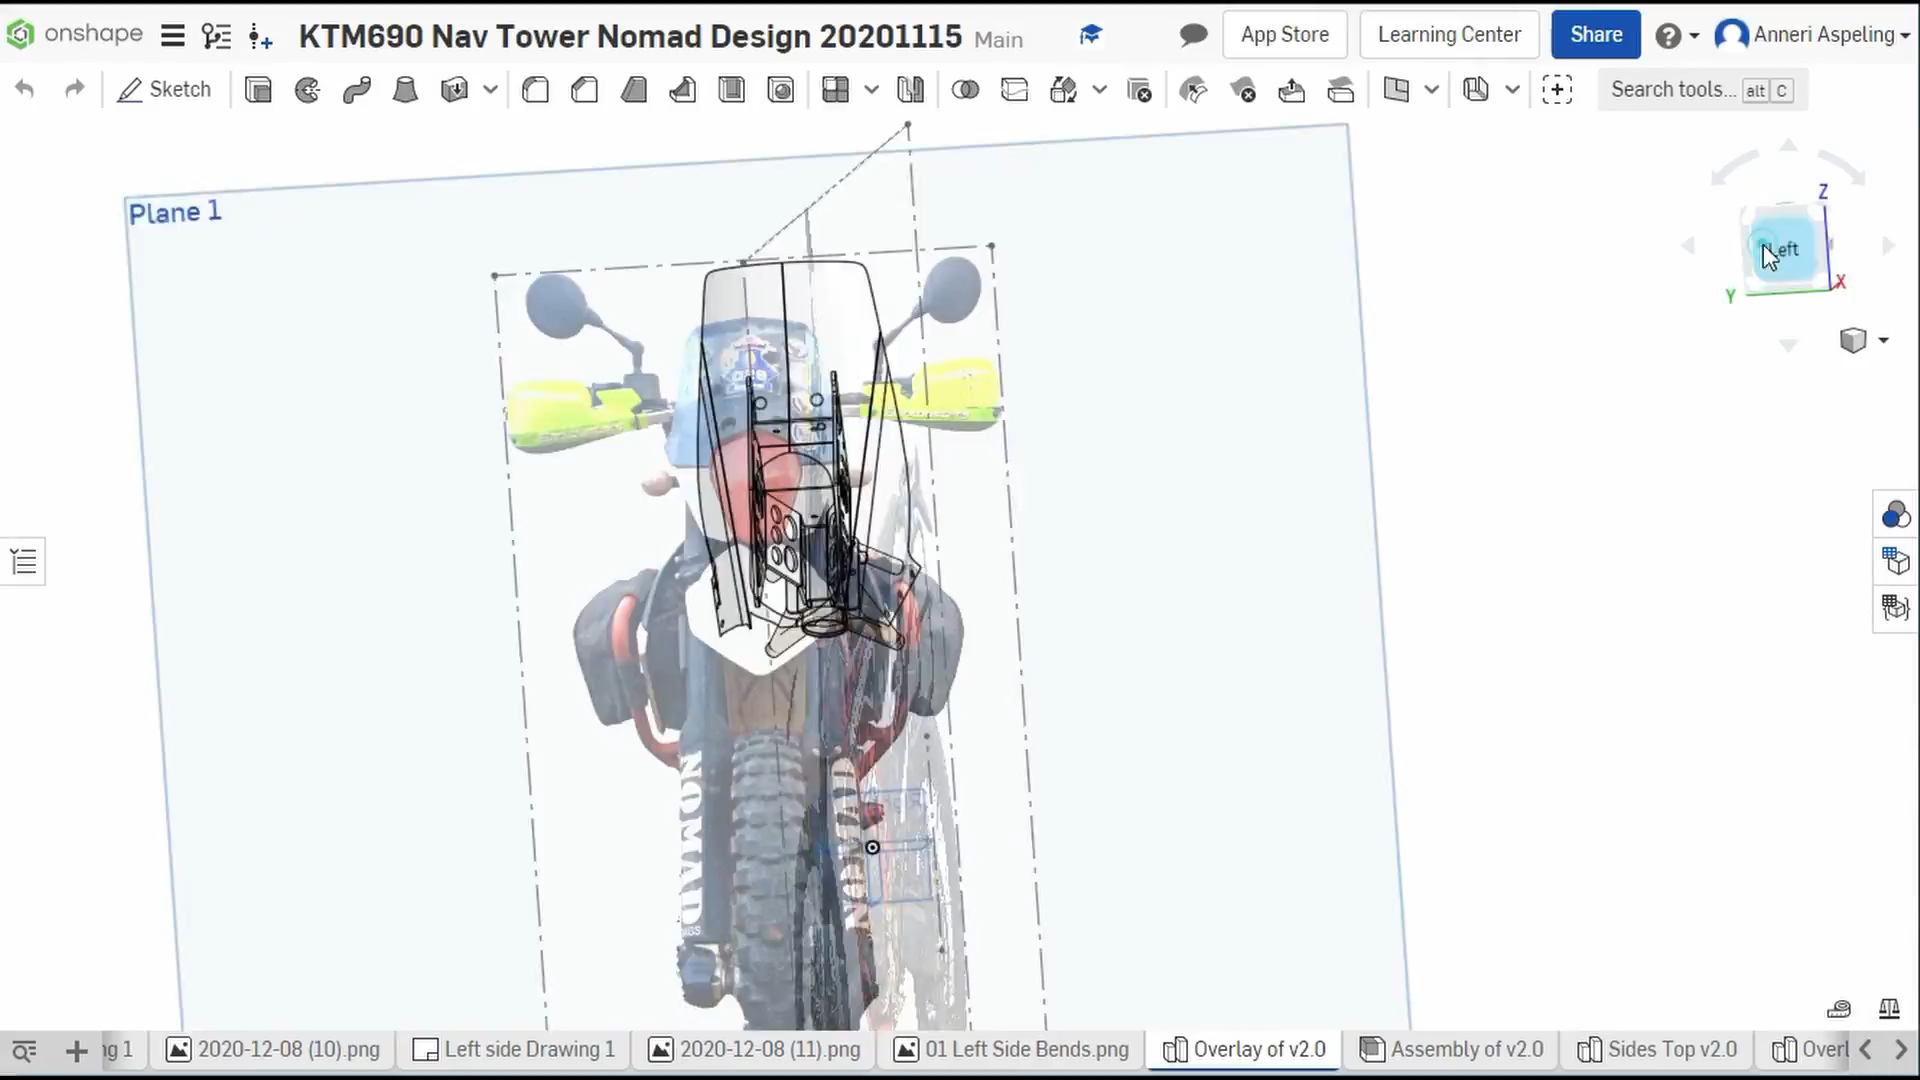 onshape KTM690 Nav Tower Nomad Design 20201115 Main App Store Learning Center Share Anneri Aspeling
Sketch Search tools... alt C
Plane 1
Z
Left
Y X
NOMAD
ng 1 2020-12-08 (10).png Left side Drawing 1 2020-12-08 (11).png 01 Left Side Bends.png Overlay of v2.0 Assembly of v2.0 Sides Top v2.0 Overl